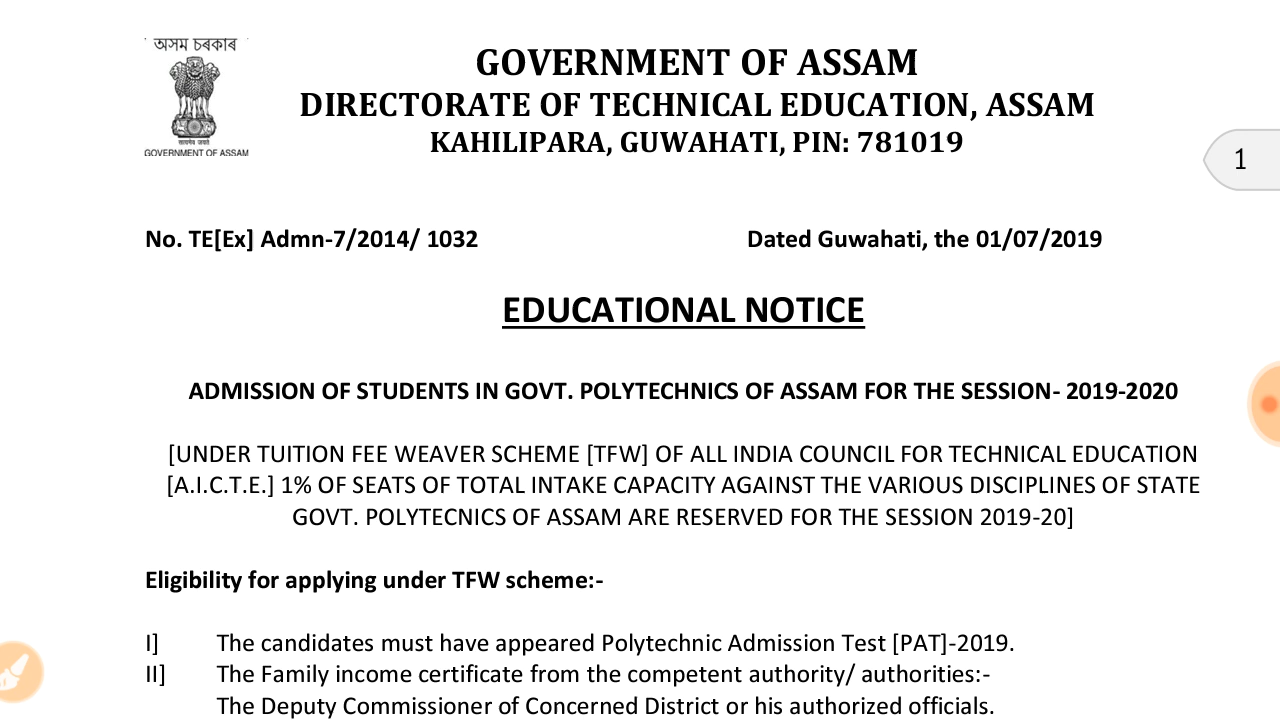 অসম চৰকাৰ
सत्यमेव जयते
GOVERNMENT OF ASSAM
GOVERNMENT OF ASSAM
DIRECTORATE OF TECHNICAL EDUCATION, ASSAM
KAHILIPARA, GUWAHATI, PIN: 781019
1
No. TE[Ex] Admn-7/2014/ 1032 Dated Guwahati, the 01/07/2019
EDUCATIONAL NOTICE
ADMISSION OF STUDENTS IN GOVT. POLYTECHNICS OF ASSAM FOR THE SESSION- 2019-2020
[UNDER TUITION FEE WEAVER SCHEME [TFW] OF ALL INDIA COUNCIL FOR TECHNICAL EDUCATION
[A.I.C.T.E.] 1% OF SEATS OF TOTAL INTAKE CAPACITY AGAINST THE VARIOUS DISCIPLINES OF STATE
GOVT. POLYTECNICS OF ASSAM ARE RESERVED FOR THE SESSION 2019-20]
Eligibility for applying under TFW scheme:-
I] The candidates must have appeared Polytechnic Admission Test [PAT]-2019.
II] The Family income certificate from the competent authority/ authorities:-
The Deputy Commissioner of Concerned District or his authorized officials.